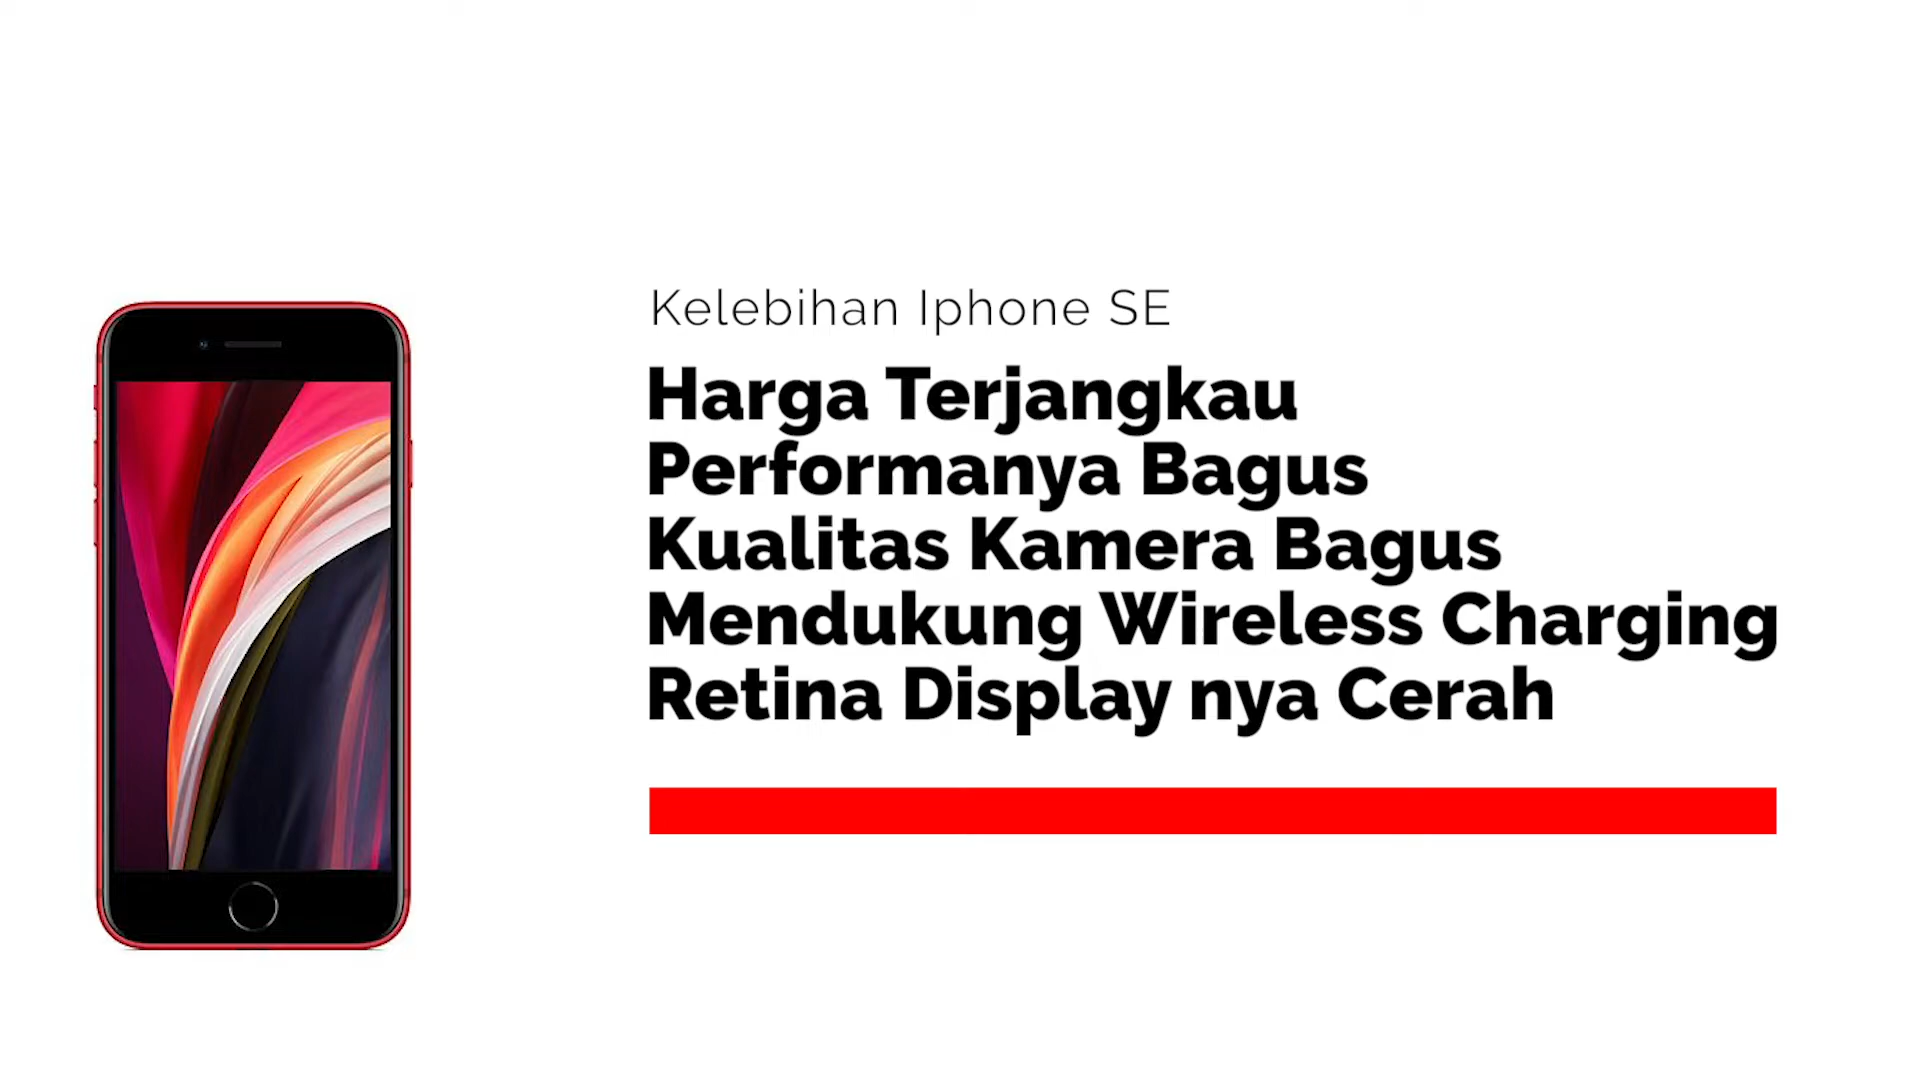 Kelebihan Iphone SE
Harga Terjangkau
Performanya Bagus
Kualitas Kamera Bagus
Mendukung Wireless Charging
Retina Display nya Cerah